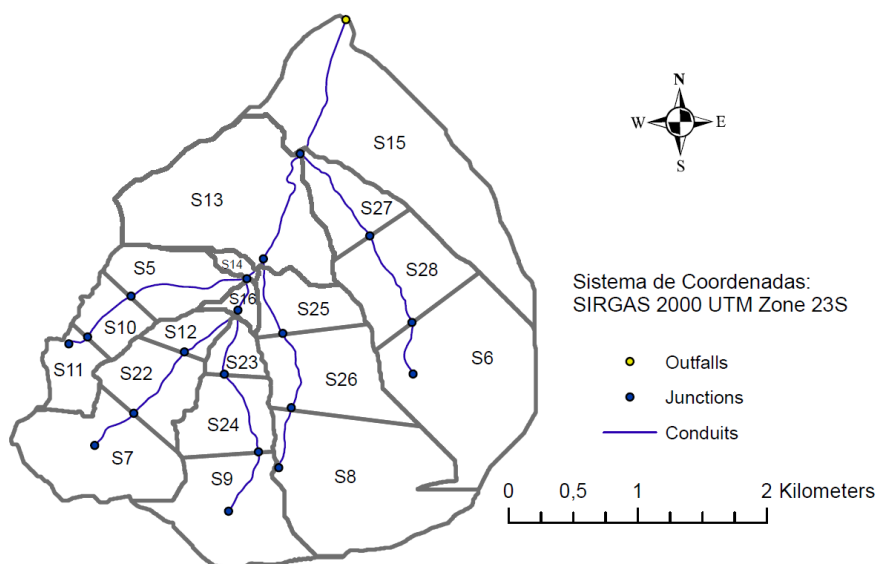 N
W
E
S
S15
S13
S27
S14
S5
S28
S16
S25
S10
S12
S11
S23
S6
S22
S26
S24
S7
S9
S8
Sistema de Coordenadas:
SIRGAS 2000 UTM Zone 23S
Outfalls
Junctions
Conduits
0 0,5 1 2 Kilometers